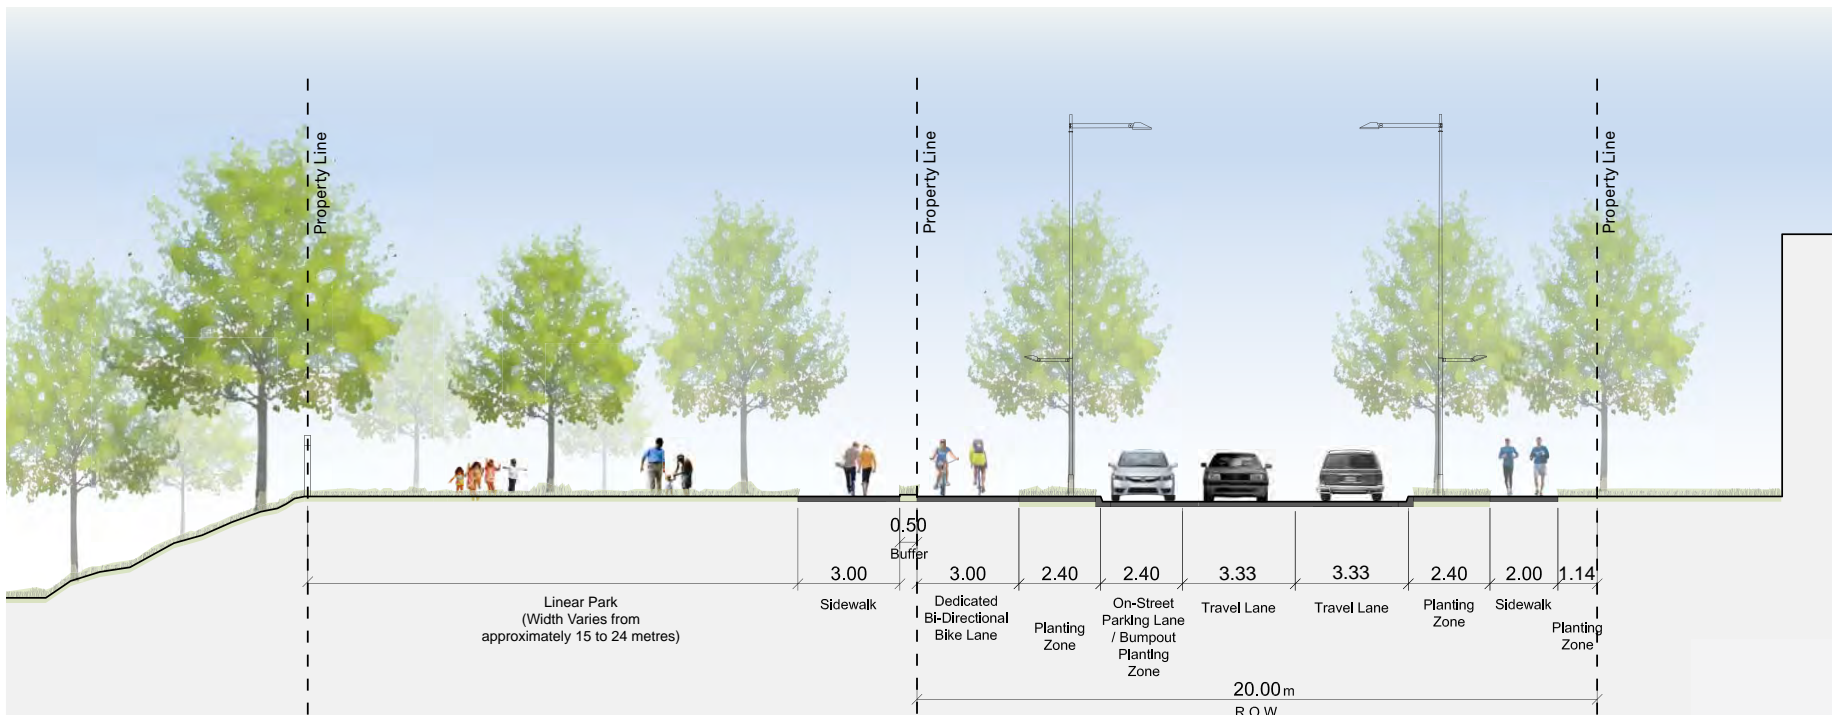 Property Line
Property Line
Property Line
0.50
Buffer
3.00
3.00
2.40
2.40
3.33
3.33
2.40
2.00
1.14
Linear Park
(Width Varies from
approximately 15 to 24 metres)
Sidewalk
Dedicated
Bi-Directional
Bike Lane
Planting
Zone
On-Street
Parking Lane
/ Bumpout
Planting
Zone
Travel Lane
Travel Lane
Planting
Zone
Sidewalk
Planting
Zone
20.00 m
R.O.W.